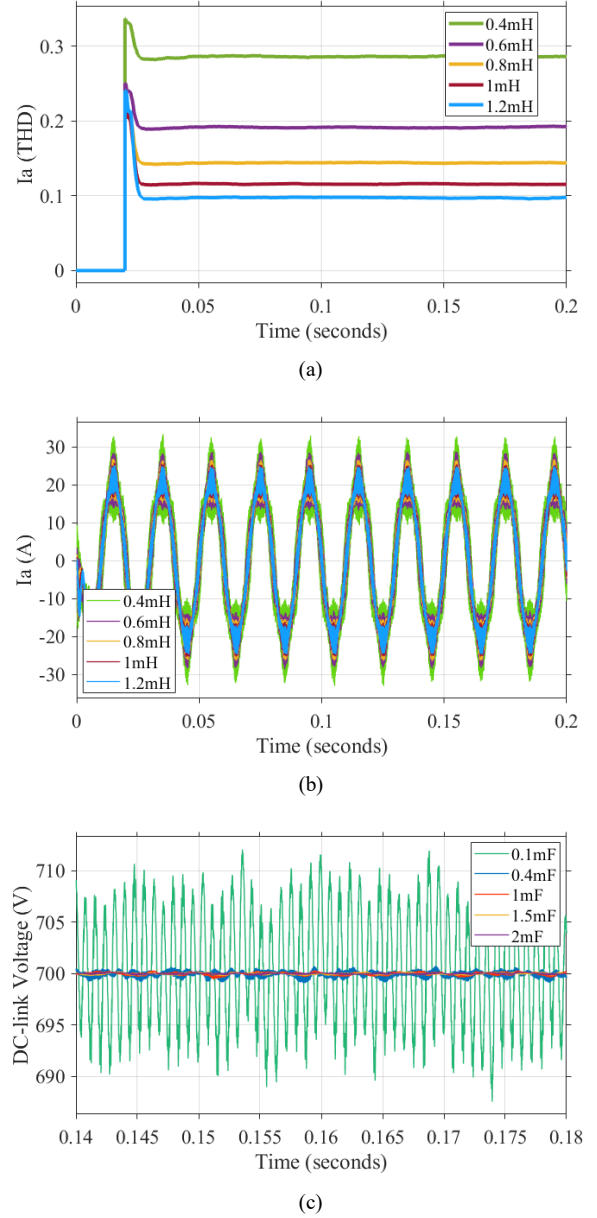 0.3
0.2
0.1
0
Ia (THD)
0.4mH
0.6mH
0.8mH
1mH
1.2mH
0
0.05
0.1
0.15
0.2
Time (seconds)
(a)
30
20
10
0
-10
-20
-30
Ia (A)
0.4mH
0.6mH
0.8mH
1mH
1.2mH
0
0.05
0.1
0.15
0.2
Time (seconds)
(b)
710
705
700
695
690
DC-link Voltage (V)
0.1mF
0.4mF
1mF
1.5mF
2mF
0.14
0.145
0.15
0.155
0.16
0.165
0.17
0.175
0.18
Time (seconds)
(c)